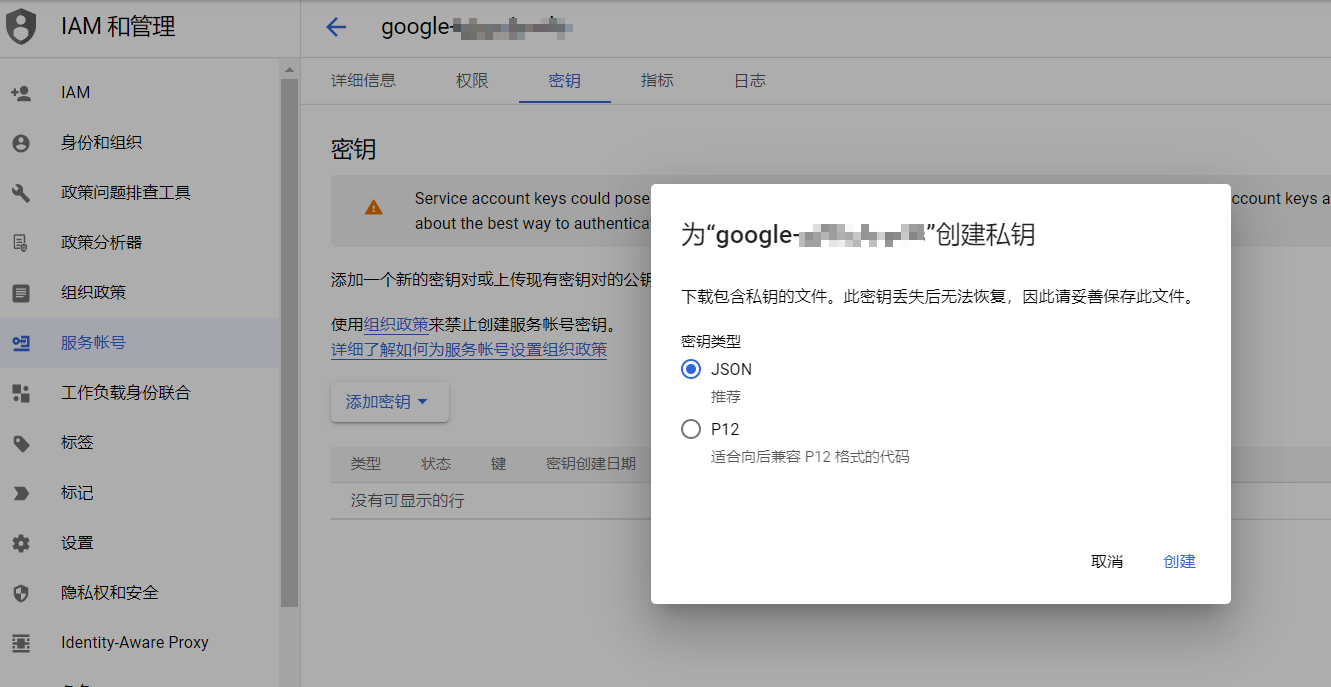 IAM 和管理
google-
IAM
身份和组织
政策问题排查工具
政策分析器
组织政策
服务帐号
工作负载身份联合
标签
标记
设置
隐私权和安全
Identity-Aware Proxy
详细信息 权限 密钥 指标 日志
密钥
Service account keys could pose
ccount keys a
about the best way to authentica
添加一个新的密钥对或上传现有密钥对的公钥
使用组织政策来禁止创建服务帐号密钥。
详细了解如何为服务帐号设置组织政策
添加密钥
类型 状态 键 密钥创建日期
没有可显示的行
为“google- ”创建私钥
下载包含私钥的文件。此密钥丢失后无法恢复，因此请妥善保存此文件。
密钥类型
JSON
推荐
P12
适合向后兼容 P12 格式的代码
取消 创建